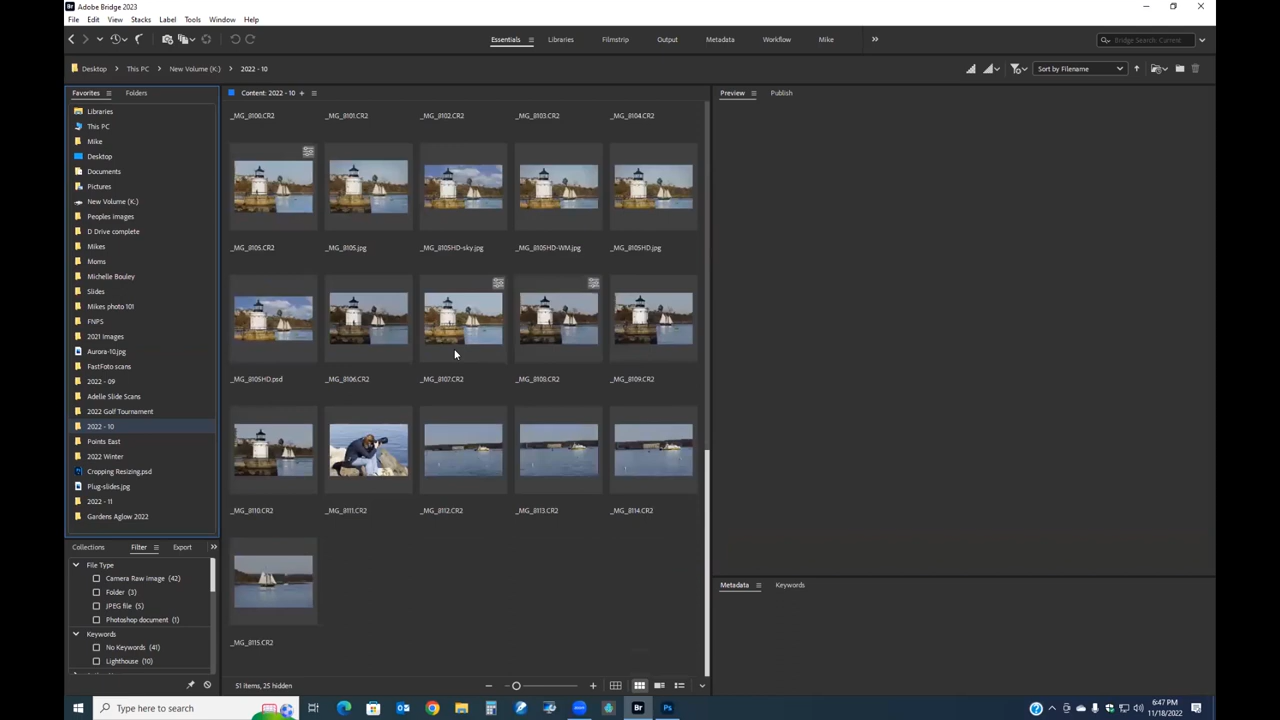 Adobe Bridge 2023
File Edit View Stacks Label Tools Window Help
Essentials Libraries Filmstrip Output Metadata Workflow Mike
Bridge Search: Current
Desktop This PC New Volume (K:) 2022 - 10
Sort by Filename
Favorites Folders
Content: 2022 - 10
Preview Publish
Libraries
This PC
Mike
Desktop
Documents
Pictures
New Volume (K:)
Peoples images
D Drive complete
Mikes
Moms
Michelle Bouley
Slides
Mikes photo 101
FNPS
2021 images
Aurora-10.jpg
FastFoto scans
2022 - 09
Adelle Slide Scans
2022 Golf Tournament
2022 - 10
Points East
2022 Winter
Cropping Resizing.psd
Plug-slides.jpg
2022 - 11
Gardens Aglow 2022
_MG_8100.CR2 _MG_8101.CR2 _MG_8102.CR2 _MG_8103.CR2 _MG_8104.CR2
_MG_8105.CR2 _MG_8105.jpg _MG_8105HD-sky.jpg _MG_8105HD-WM.jpg _MG_8105HD.jpg
_MG_8105HD.psd _MG_8106.CR2 _MG_8107.CR2 _MG_8108.CR2 _MG_8109.CR2
_MG_8110.CR2 _MG_8111.CR2 _MG_8112.CR2 _MG_8113.CR2 _MG_8114.CR2
_MG_8115.CR2
Collections Filter Export
File Type
Camera Raw image (42)
Folder (3)
JPEG file (5)
Photoshop document (1)
Keywords
No Keywords (41)
Lighthouse (10)
51 items, 25 hidden
Metadata Keywords
Type here to search
Br
Ps
6:47 PM
11/18/2022